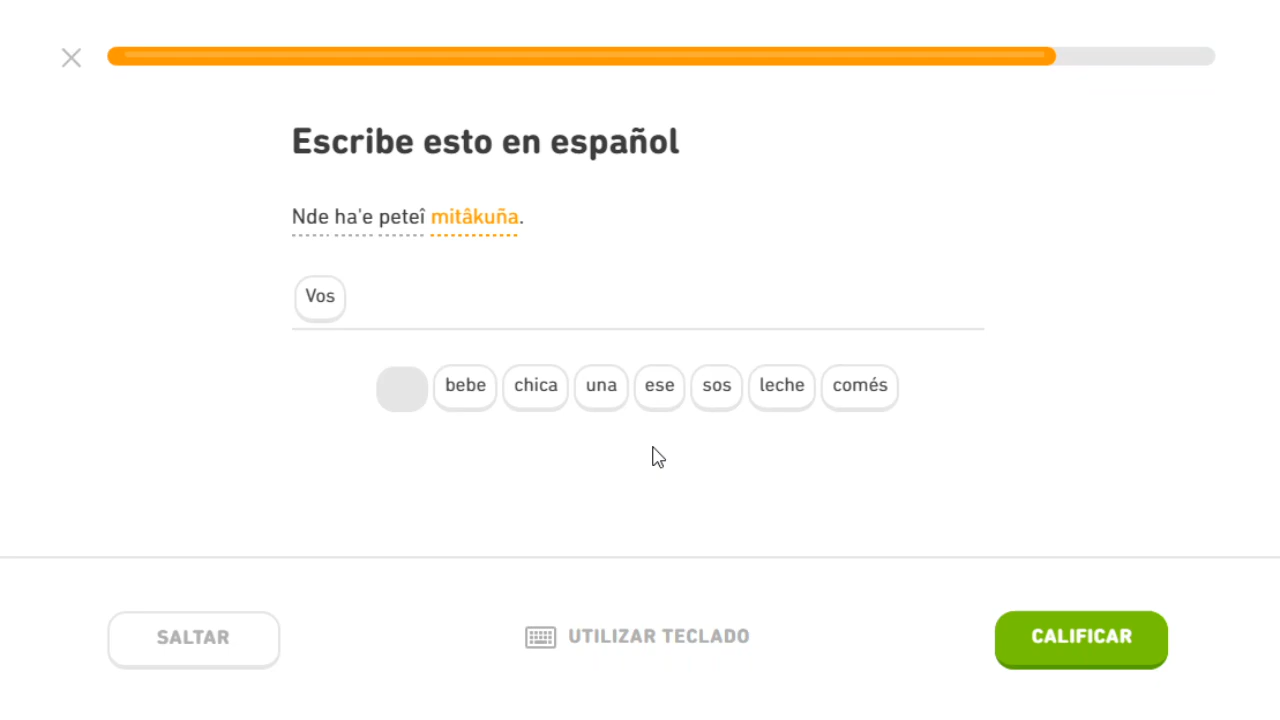 Escribe esto en español
Nde ha'e peteî mitâkuña.
Vos
bebe chica una ese sos leche comés
SALTAR UTILIZAR TECLADO CALIFICAR